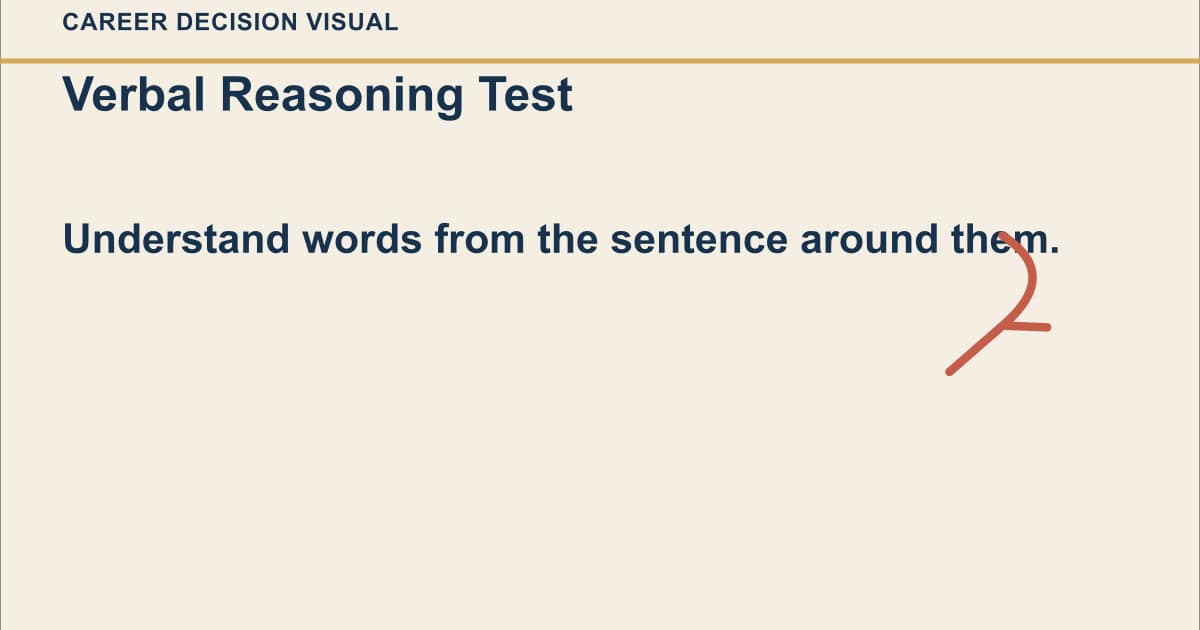 CAREER DECISION VISUAL
Verbal Reasoning Test
Understand words from the sentence around them.